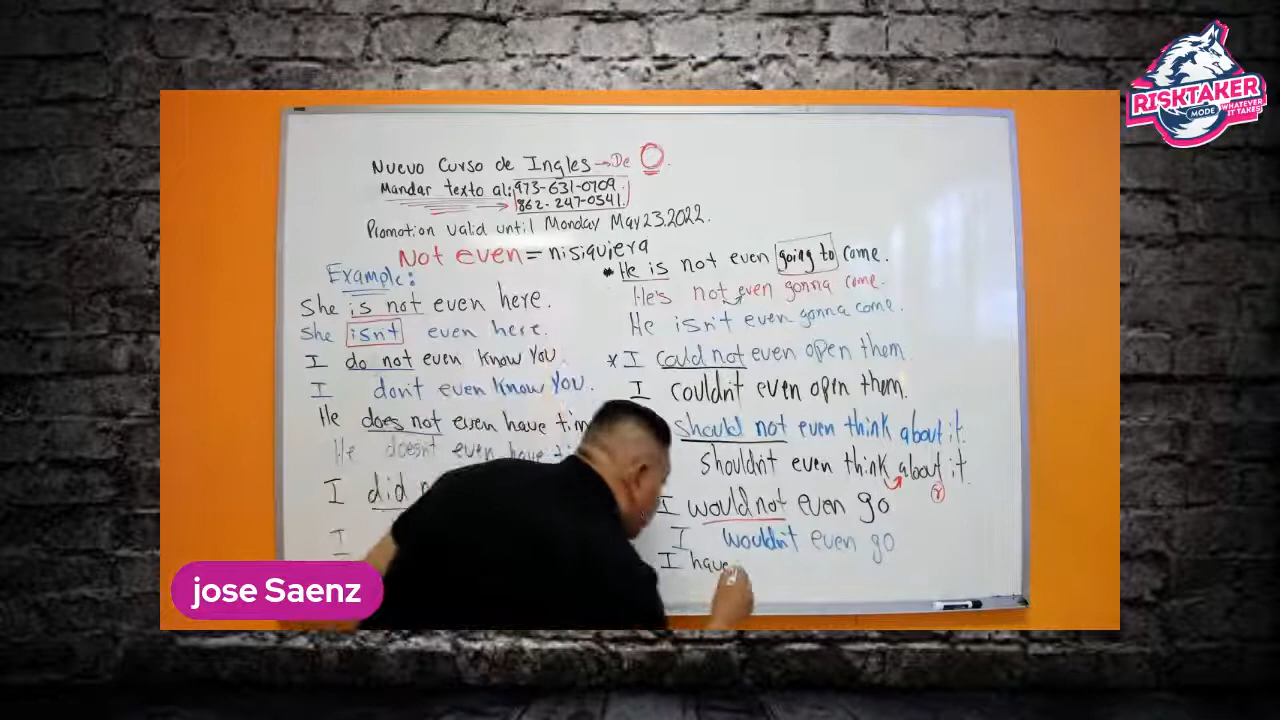 Nuevo Curso de Ingles → De O.
Mandar texto al: 973-631-0709
862-247-0541.
Promotion valid until Monday May 23.2022.
Not even = nisiquiera
Example:
She is not even here.
She isn't even here.
I do not even know you.
I don't even know you.
He does not even have tim
He doesn't even have
I did
I
* He is not even going to come.
He's not even gonna come.
He isn't even gonna come.
* I could not even open them.
I couldn't even open them.
should not even think about it.
shouldn't even think about it.
r
I would not even go
I wouldn't even go
I have
jose Saenz
RISKTAKER
MODE
WHATEVER
IT TAKES